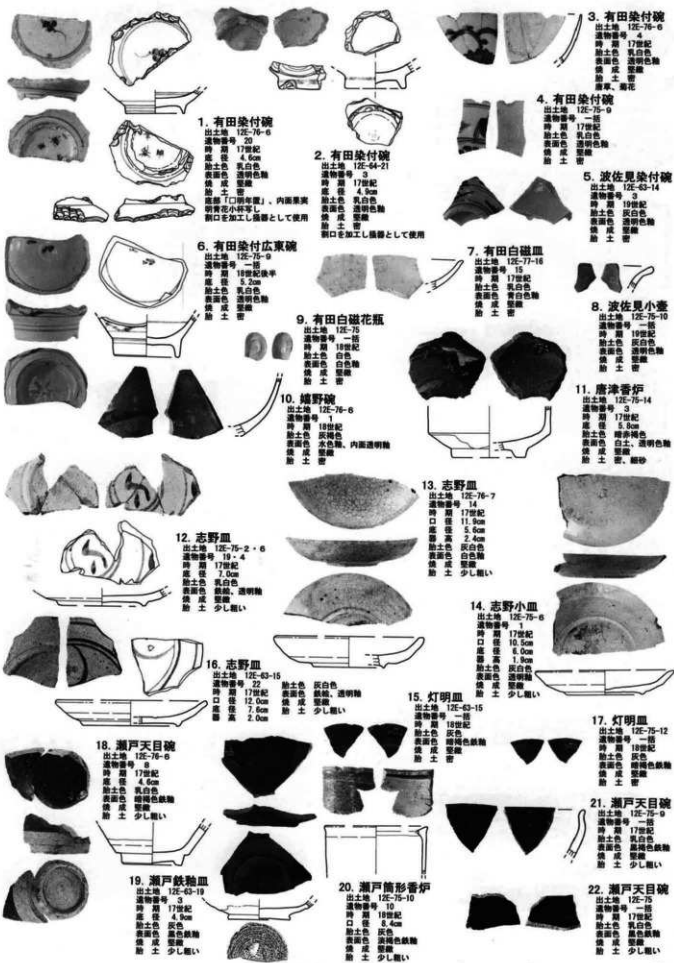 1. 有田染付碗
出土地 12E-76-6
遺物番号 20
時 期 17世紀
底 径 4.6cm
胎土色 乳白色
表面色 透明色釉
焼 成 堅緻
胎 土 密
底部「□明年置」、内面果実
明青花小杯写し
割口を加工し搔器として使用
2. 有田染付碗
出土地 12E-64-21
遺物番号 3
時 期 17世紀
底 径 4.9cm
胎土色 乳白色
表面色 透明色釉
焼 成 堅緻
胎 土 密
割口を加工し搔器として使用
3. 有田染付碗
出土地 12E-76-6
遺物番号 4
時 期 17世紀
胎土色 乳白色
表面色 透明色釉
焼 成 堅緻
胎 土 密
唐草、菊花
4. 有田染付碗
出土地 12E-75-9
遺物番号 一括
時 期 17世紀
胎土色 乳白色
表面色 透明色釉
焼 成 堅緻
胎 土 密
5. 波佐見染付碗
出土地 12E-63-14
遺物番号 3
時 期 19世紀
胎土色 灰白色
表面色 透明色釉
焼 成 堅緻
胎 土 密
6. 有田染付広東碗
出土地 12E-75-9
遺物番号 一括
時 期 18世紀後半
底 径 5.2cm
胎土色 乳白色
表面色 透明色釉
焼 成 堅緻
胎 土 密
7. 有田白磁皿
出土地 12E-77-16
遺物番号 15
時 期 17世紀
胎土色 乳白色
表面色 青白色釉
焼 成 堅緻
胎 土 密
8. 波佐見小壺
出土地 12E-75-10
遺物番号 一括
時 期 19世紀
胎土色 灰白色
表面色 透明色釉
焼 成 堅緻
胎 土 密
9. 有田白磁花瓶
出土地 12E-75
遺物番号 一括
時 期 18世紀
胎土色 白色
表面色 白色釉
焼 成 堅緻
胎 土 密
10. 嬉野碗
出土地 12E-76-6
遺物番号 1
時 期 18世紀
胎土色 灰褐色
表面色 水色釉、内面透明釉
焼 成 堅緻
胎 土 密
11. 唐津香炉
出土地 12E-75-14
遺物番号 3
時 期 17世紀
底 径 5.8cm
胎土色 暗赤褐色
表面色 白土、透明色釉
焼 成 堅緻
胎 土 密、細砂
12. 志野皿
出土地 12E-75-2・6
遺物番号 19・4
時 期 17世紀
底 径 7.0cm
胎土色 乳白色
表面色 鉄絵、透明釉
焼 成 堅緻
胎 土 少し粗い
13. 志野皿
出土地 12E-76-7
遺物番号 14
時 期 17世紀
口 径 11.9cm
底 径 5.6cm
器 高 2.4cm
胎土色 灰白色
表面色 白色釉
焼 成 堅緻
胎 土 少し粗い
14. 志野小皿
出土地 12E-75-6
遺物番号 1
時 期 17世紀
口 径 10.5cm
底 径 6.0cm
器 高 1.9cm
胎土色 灰白色
表面色 透明釉
焼 成 堅緻
胎 土 少し粗い
15. 灯明皿
出土地 12E-63-15
遺物番号 一括
時 期 18世紀
胎土色 灰色
表面色 暗褐色鉄釉
焼 成 堅緻
胎 土 密
16. 志野皿
出土地 12E-63-15
遺物番号 22
時 期 17世紀
口 径 12.0cm
底 径 7.6cm
器 高 2.0cm
胎土色 灰白色
表面色 鉄絵、透明釉
焼 成 堅緻
胎 土 少し粗い
17. 灯明皿
出土地 12E-75-12
遺物番号 一括
時 期 18世紀
胎土色 灰色
表面色 暗褐色鉄釉
焼 成 堅緻
胎 土 密
18. 瀬戸天目碗
出土地 12E-76-6
遺物番号 8
時 期 17世紀
底 径 4.6cm
胎土色 乳白色
表面色 暗褐色鉄釉
焼 成 堅緻
胎 土 少し粗い
19. 瀬戸鉄釉皿
出土地 12E-63-19
遺物番号 3
時 期 17世紀
底 径 4.9cm
胎土色 灰色
表面色 黒色鉄釉
焼 成 堅緻
胎 土 少し粗い
20. 瀬戸筒形香炉
出土地 12E-75-10
遺物番号 10
時 期 18世紀
口 径 8.4cm
胎土色 灰色
表面色 淡褐色鉄釉
焼 成 堅緻
胎 土 少し粗い
21. 瀬戸天目碗
出土地 12E-75-9
遺物番号 一括
時 期 17世紀
胎土色 乳白色
表面色 黒褐色鉄釉
焼 成 堅緻
胎 土 少し粗い
22. 瀬戸天目碗
出土地 12E-75
遺物番号 一括
時 期 17世紀
胎土色 乳白色
表面色 黒色鉄釉
焼 成 堅緻
胎 土 少し粗い